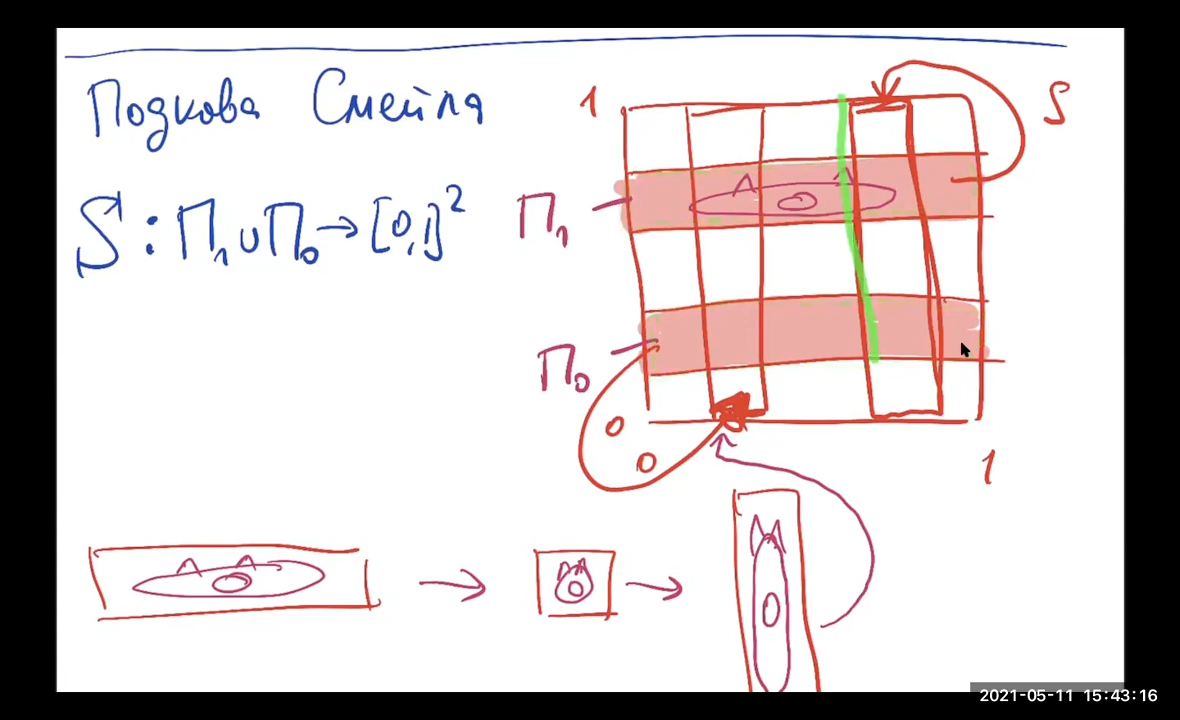 Подкова Смейла
S : П₁ ∪ П₀ → [0,1]²
1
S
П₁
П₀
0
0
1
2021-05-11 15:43:16